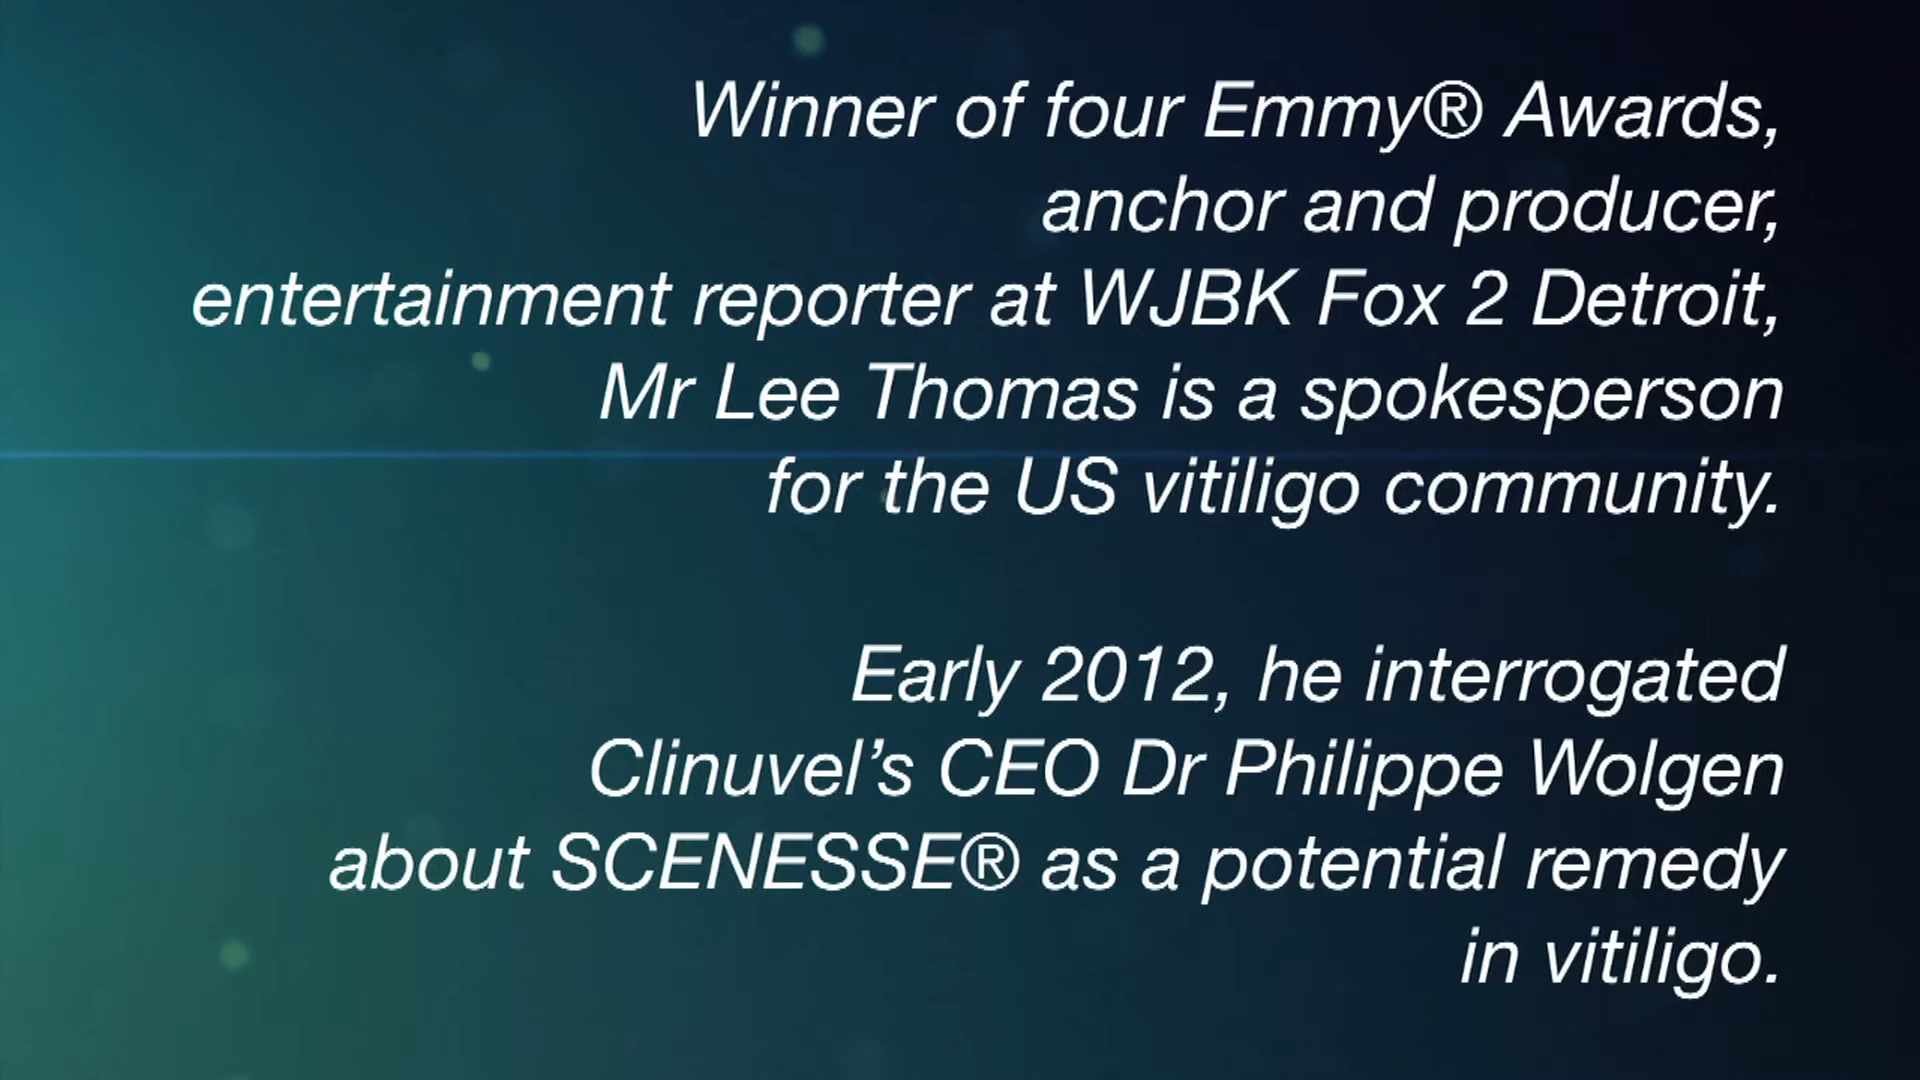 Winner of four Emmy® Awards,
anchor and producer,
entertainment reporter at WJBK Fox 2 Detroit,
Mr Lee Thomas is a spokesperson
for the US vitiligo community.
Early 2012, he interrogated
Clinuvel’s CEO Dr Philippe Wolgen
about SCENESSE® as a potential remedy
in vitiligo.